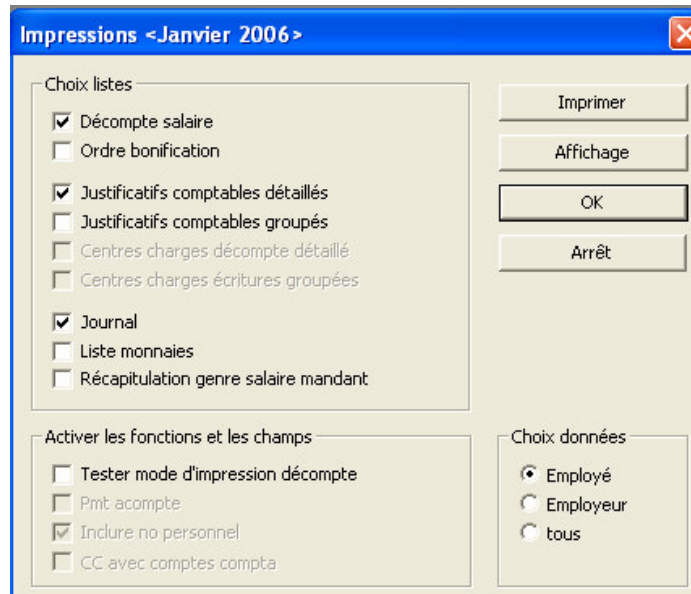 Impressions <Janvier 2006>
Choix listes
Décompte salaire
Ordre bonification
Justificatifs comptables détaillés
Justificatifs comptables groupés
Centres charges décompte détaillé
Centres charges écritures groupées
Journal
Liste monnaies
Récapitulation genre salaire mandant
Imprimer
Affichage
OK
Arrêt
Activer les fonctions et les champs
Tester mode d'impression décompte
Pmt acompte
Inclure no personnel
CC avec comptes compta
Choix données
Employé
Employeur
tous